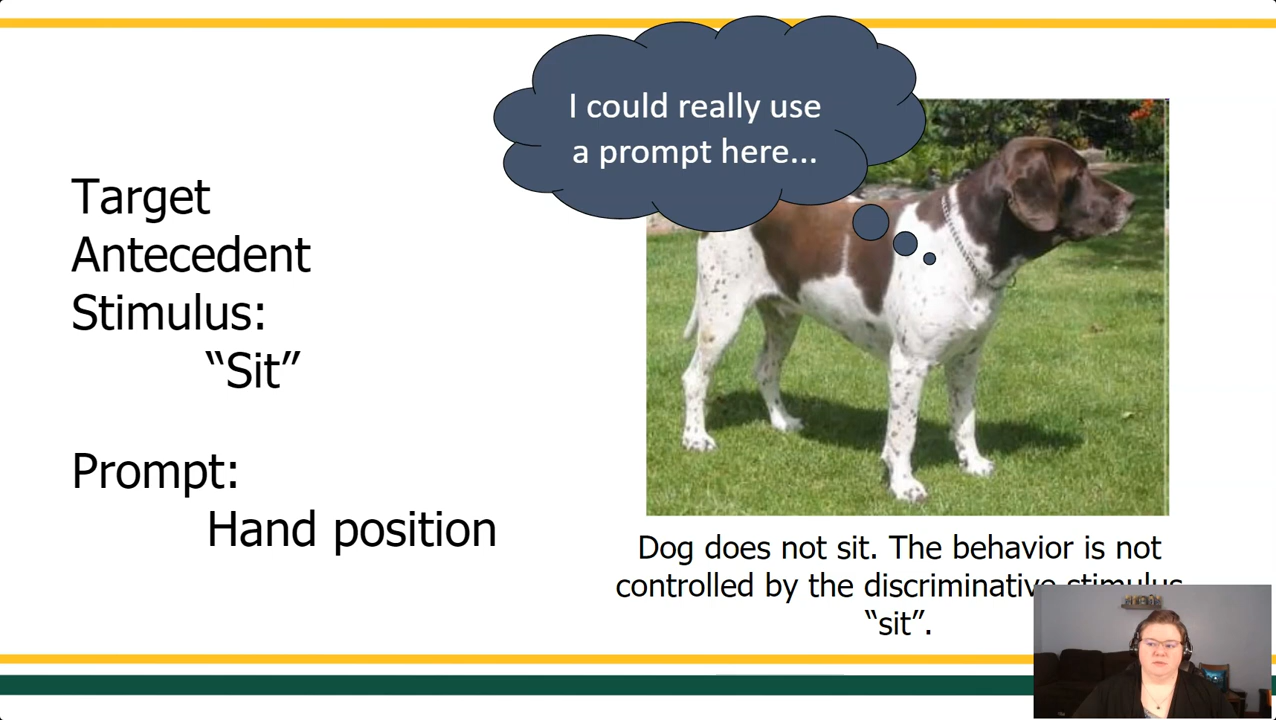 I could really use
a prompt here...
Target
Antecedent
Stimulus:
“Sit”
Prompt:
Hand position
Dog does not sit. The behavior is not
controlled by the discriminative stimulus
“sit”.